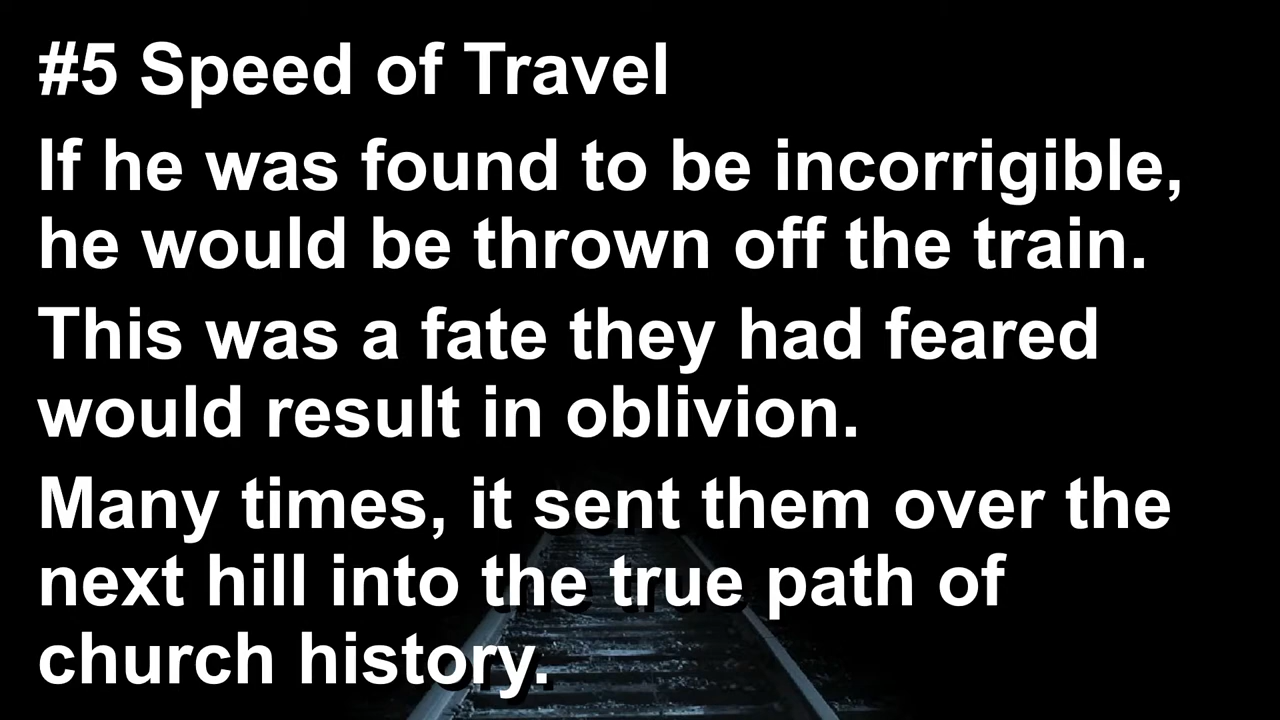 #5 Speed of Travel
If he was found to be incorrigible,
he would be thrown off the train.
This was a fate they had feared
would result in oblivion.
Many times, it sent them over the
next hill into the true path of
church history.